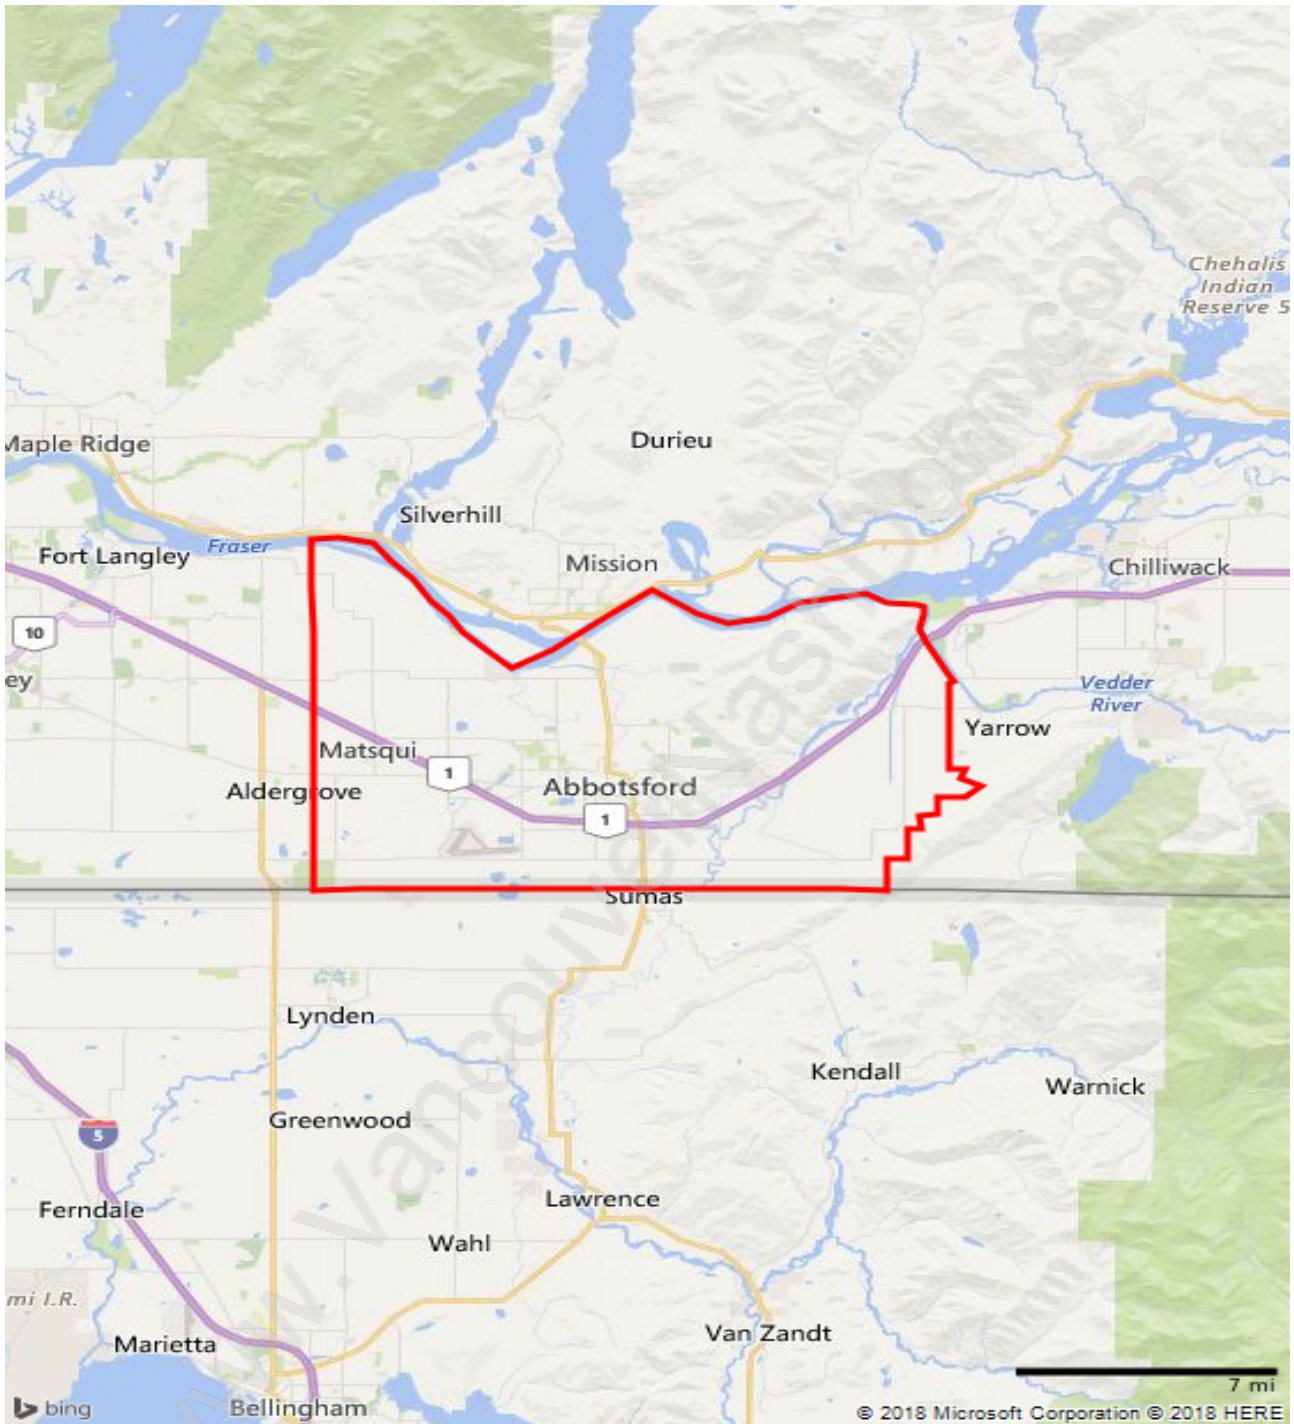 Chehalis
Indian
Reserve 5
Durieu
Maple Ridge
Silverhill
Fraser
Fort Langley
Mission
Chilliwack
10
ey
Vedder
River
Yarrow
Matsqui
1
Aldergrove
Abbotsford
1
Sumas
Lynden
Kendall
Warnick
Greenwood
5
Lawrence
Ferndale
Wahl
mi I.R.
Marietta
Van Zandt
7 mi
bing
Bellingham
© 2018 Microsoft Corporation © 2018 HERE